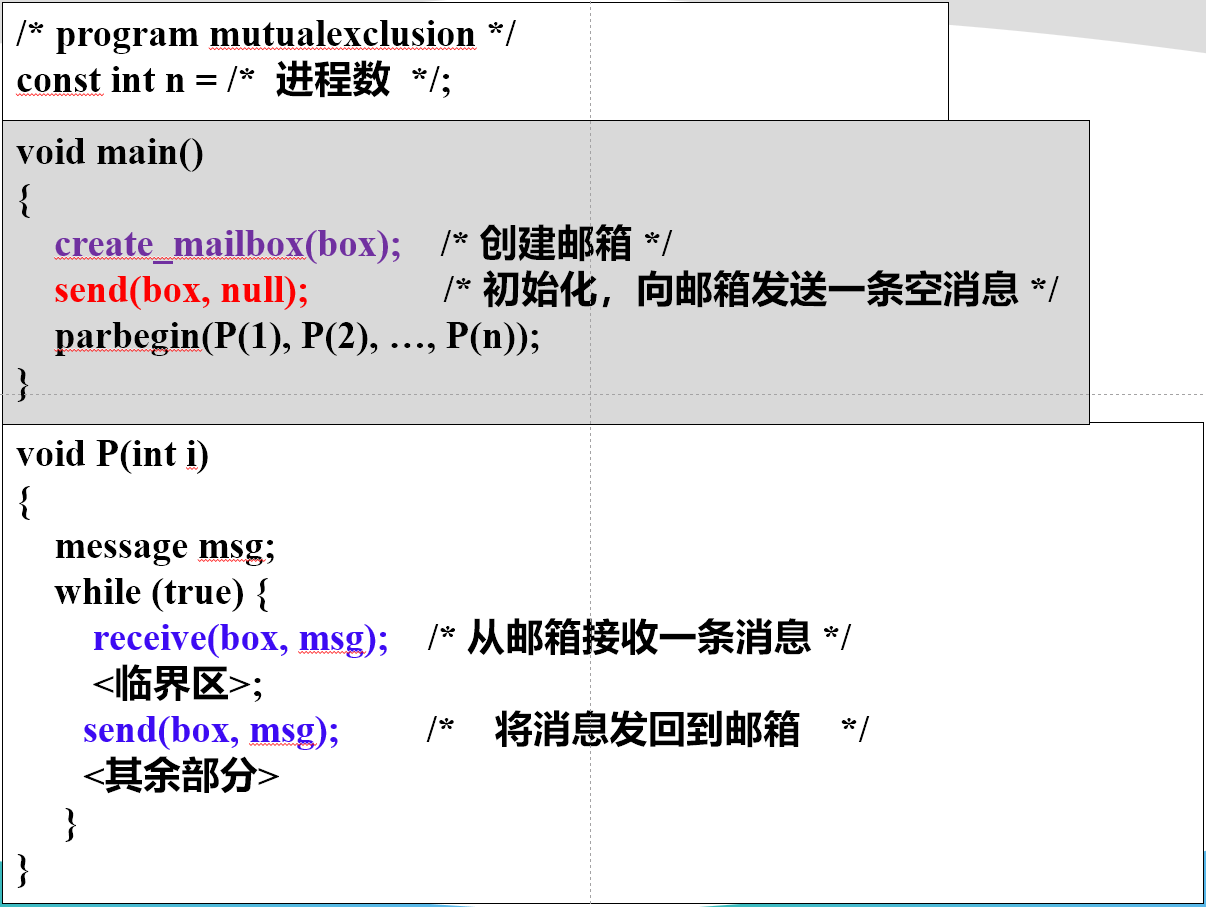 /* program mutualexclusion */
const int n = /* 进程数 */;
void main()
{
create_mailbox(box); /* 创建邮箱 */
send(box, null); /* 初始化，向邮箱发送一条空消息 */
parbegin(P(1), P(2), …, P(n));
}
void P(int i)
{
message msg;
while (true) {
receive(box, msg); /* 从邮箱接收一条消息 */
<临界区>;
send(box, msg); /* 将消息发回到邮箱 */
<其余部分>
}
}